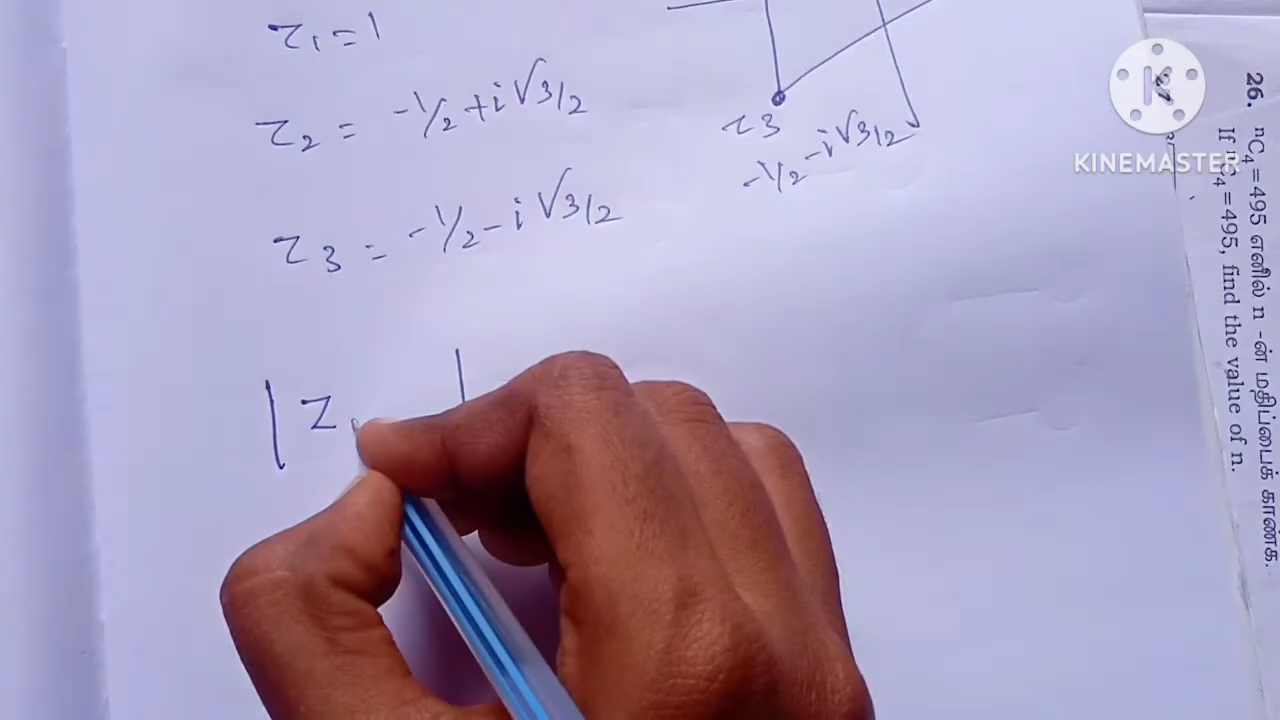 z₁ = 1
z₂ = -1/2 + i√3/2
z3
-1/2 - i√3/2
z₃ = -1/2 - i√3/2
|z |
KINEMASTER
26. ⁿC₄ = 495 எனில் n -ன் மதிப்பைக் காண்க.
If ⁿC₄ = 495, find the value of n.